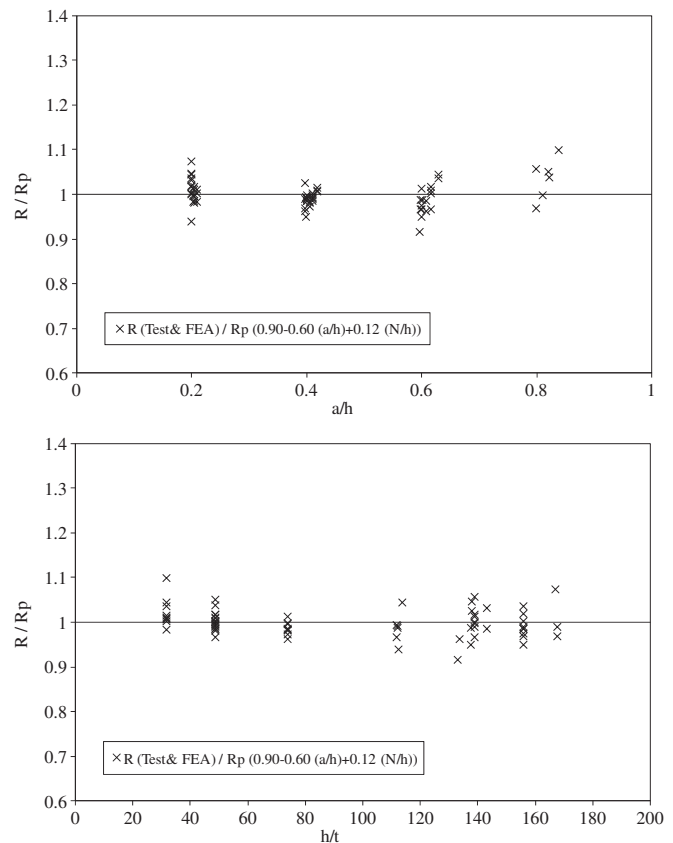 1.4
1.3
1.2
1.1
1
0.9
0.8
0.7
0.6
R / Rp
× R (Test& FEA) / Rp (0.90-0.60 (a/h)+0.12 (N/h))
0 0.2 0.4 0.6 0.8 1
a/h
1.4
1.3
1.2
1.1
1
0.9
0.8
0.7
0.6
R / Rp
× R (Test& FEA) / Rp (0.90-0.60 (a/h)+0.12 (N/h))
0 20 40 60 80 100 120 140 160 180 200
h/t